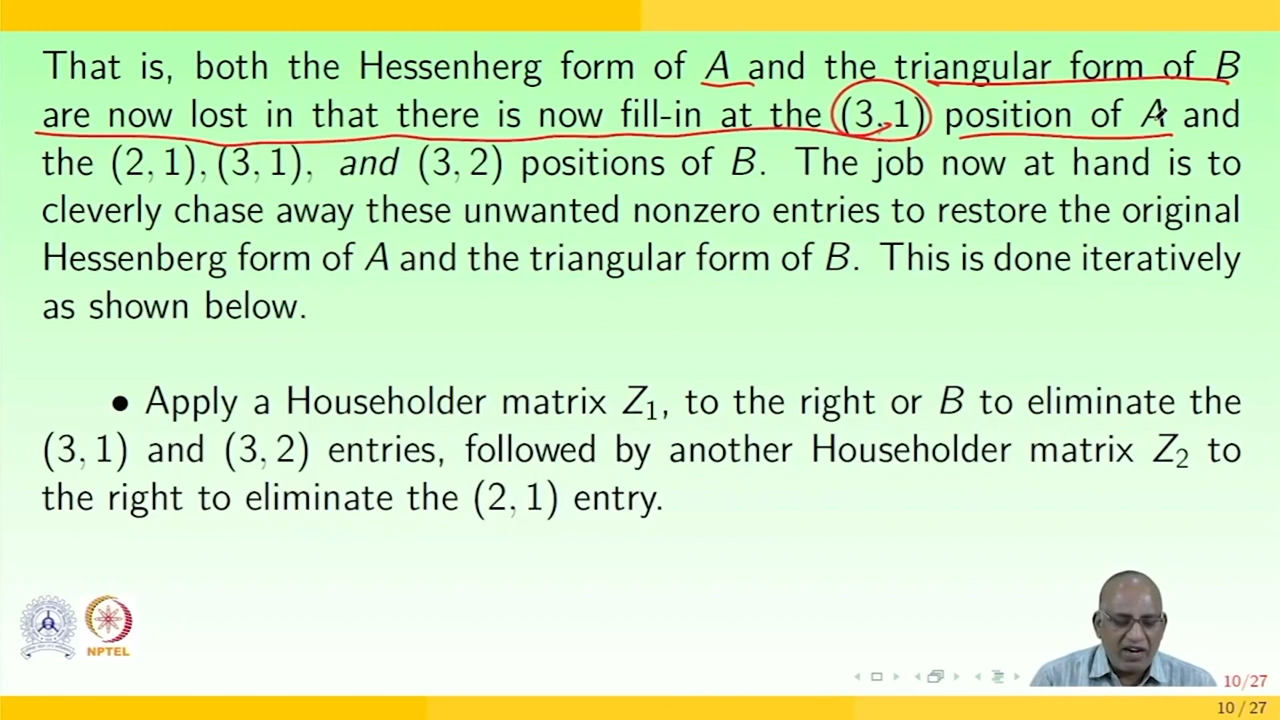 That is, both the Hessenherg form of A and the triangular form of B
are now lost in that there is now fill-in at the (3, 1) position of A and
the (2, 1), (3, 1), and (3, 2) positions of B. The job now at hand is to
cleverly chase away these unwanted nonzero entries to restore the original
Hessenberg form of A and the triangular form of B. This is done iteratively
as shown below.
• Apply a Householder matrix Z₁, to the right or B to eliminate the
(3, 1) and (3, 2) entries, followed by another Householder matrix Z₂ to
the right to eliminate the (2, 1) entry.
NPTEL
10/27
10 / 27